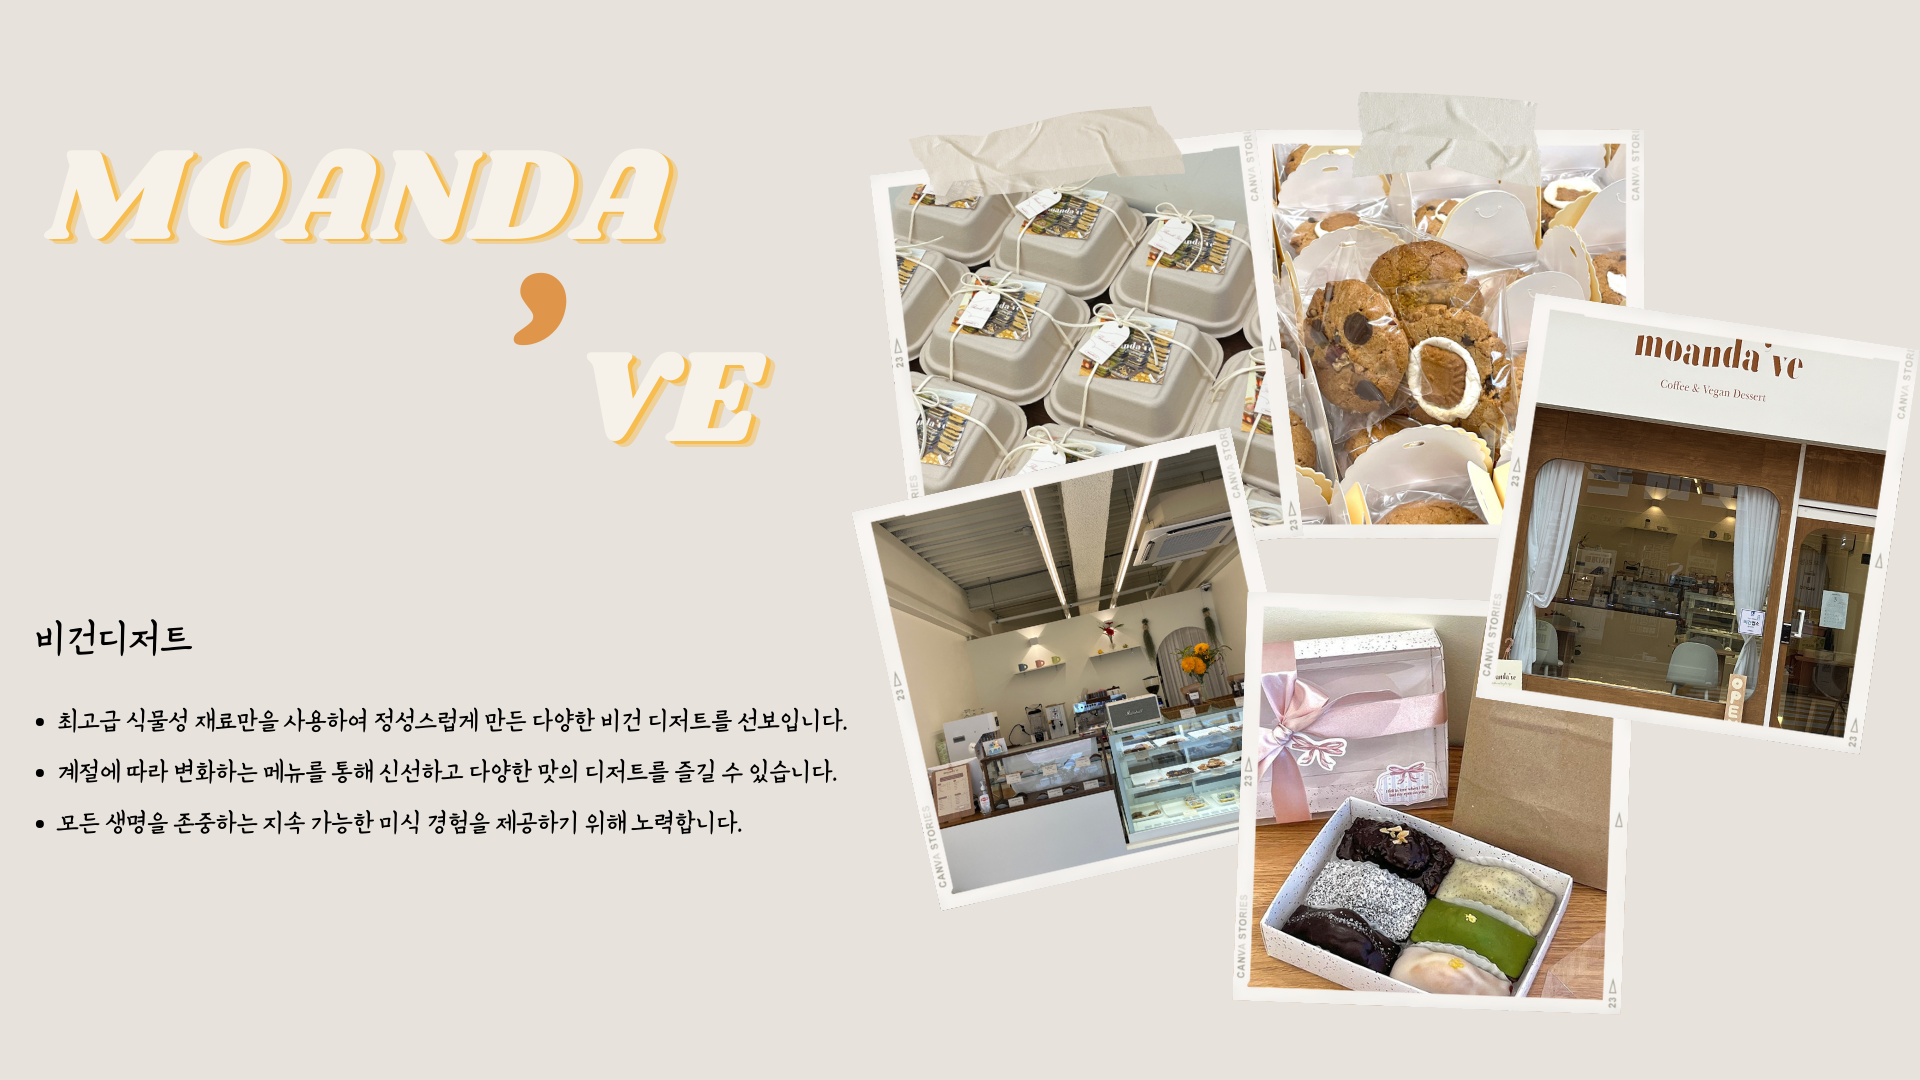 MOANDA
’
VE
비건디저트
• 최고급 식물성 재료만을 사용하여 정성스럽게 만든 다양한 비건 디저트를 선보입니다.
• 계절에 따라 변화하는 메뉴를 통해 신선하고 다양한 맛의 디저트를 즐길 수 있습니다.
• 모든 생명을 존중하는 지속 가능한 미식 경험을 제공하기 위해 노력합니다.
moanda've
Coffee & Vegan Dessert
OPE
CANVA STORIES
23